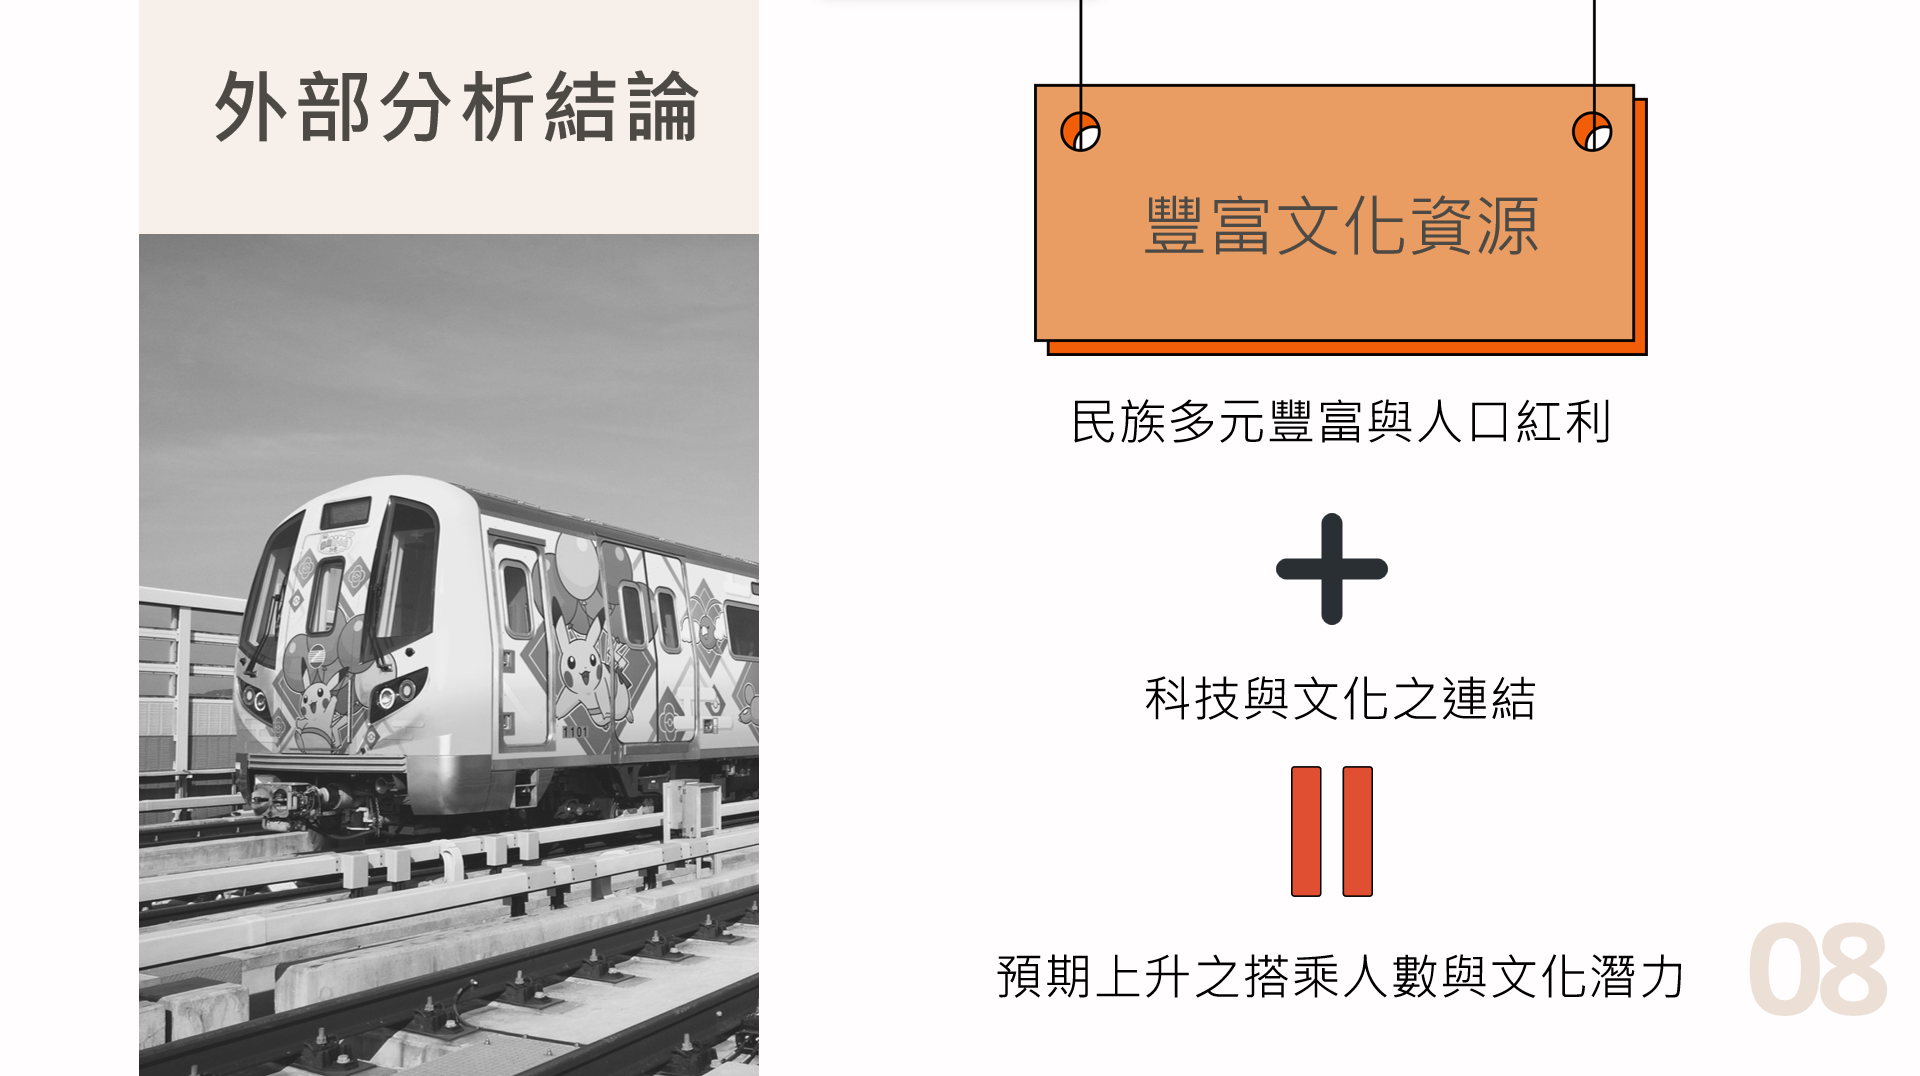 外部分析結論
豐富文化資源
民族多元豐富與人口紅利
科技與文化之連結
預期上升之搭乘人數與文化潛力
1101
08